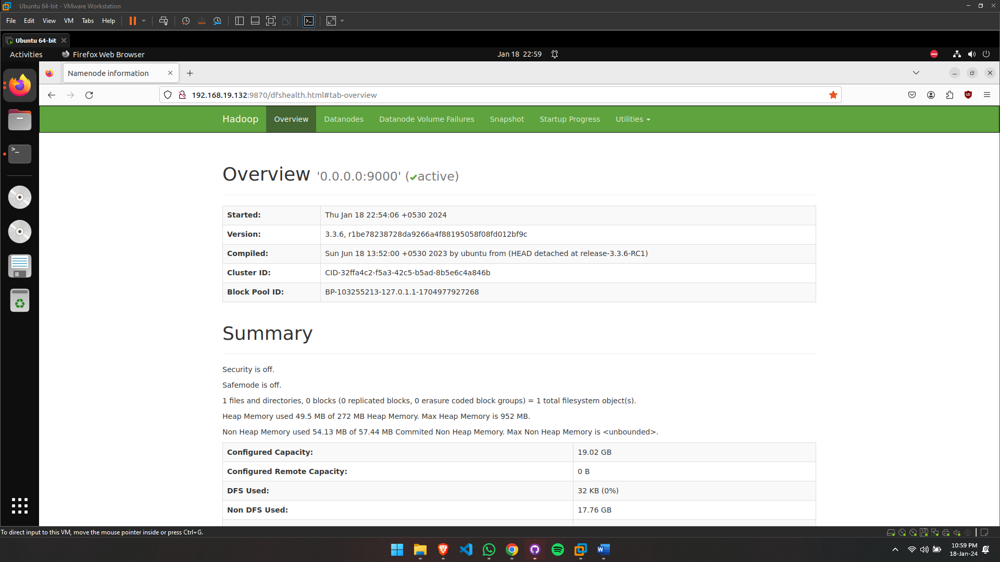 Ubuntu 64-bit - VMware Workstation
File Edit View VM Tabs Help
Ubuntu 64-bit
Activities Firefox Web Browser Jan 18 22:59
Namenode information
192.168.19.132:9870/dfshealth.html#tab-overview
Hadoop Overview Datanodes Datanode Volume Failures Snapshot Startup Progress Utilities
Overview '0.0.0.0:9000' (✔active)
Started: Thu Jan 18 22:54:06 +0530 2024
Version: 3.3.6, r1be78238728da9266a4f88195058f08fd012bf9c
Compiled: Sun Jun 18 13:52:00 +0530 2023 by ubuntu from (HEAD detached at release-3.3.6-RC1)
Cluster ID: CID-32ffa4c2-f5a3-42c5-b5ad-8b5e6c4a846b
Block Pool ID: BP-103255213-127.0.1.1-1704977927268
Summary
Security is off.
Safemode is off.
1 files and directories, 0 blocks (0 replicated blocks, 0 erasure coded block groups) = 1 total filesystem object(s).
Heap Memory used 49.5 MB of 272 MB Heap Memory. Max Heap Memory is 952 MB.
Non Heap Memory used 54.13 MB of 57.44 MB Commited Non Heap Memory. Max Non Heap Memory is <unbounded>.
Configured Capacity: 19.02 GB
Configured Remote Capacity: 0 B
DFS Used: 32 KB (0%)
Non DFS Used: 17.76 GB
To direct input to this VM, move the mouse pointer inside or press Ctrl+G.
10:59 PM
18-Jan-24